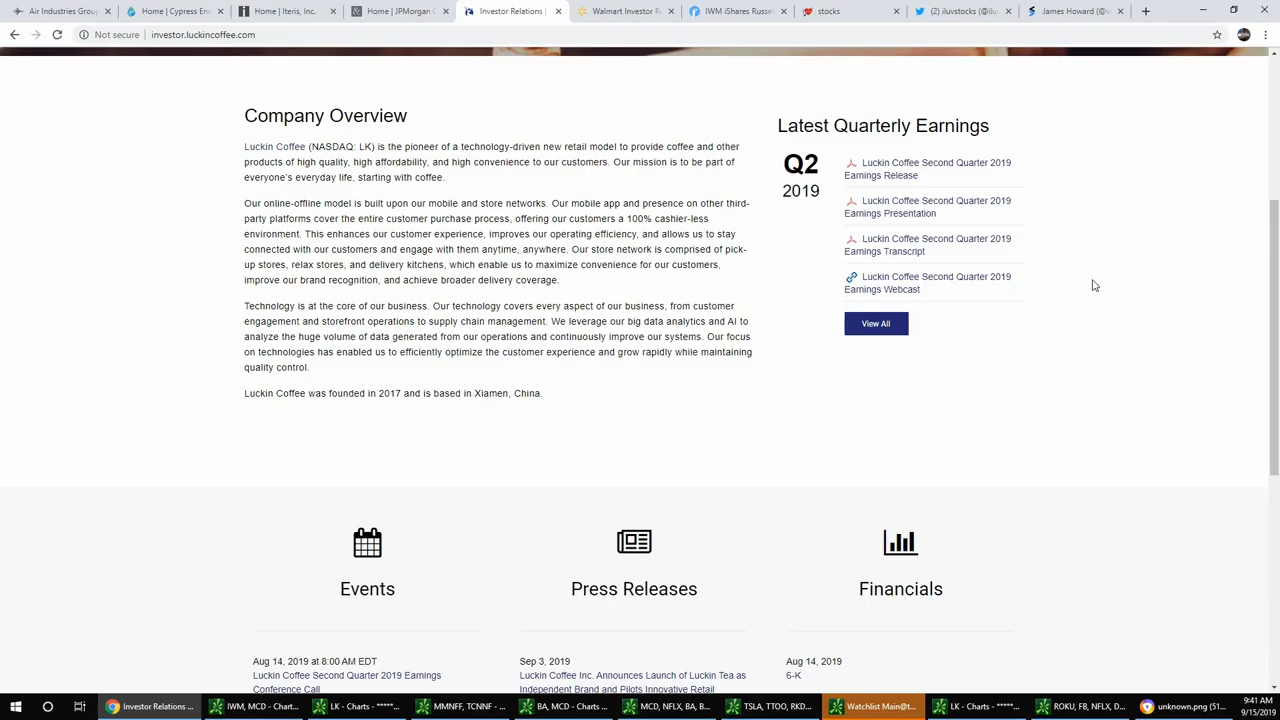 Air Industries Group
Home | Cypress En
Home | Iteris, Inc.
Home | JPMorgan C
Investor Relations |
Walmart Investor R
IWM iShares Russel
stocks
(2) iluvstocks (@ilu
James Howard (@w
Not secure | investor.luckincoffee.com
Company Overview
Luckin Coffee (NASDAQ: LK) is the pioneer of a technology-driven new retail model to provide coffee and other
products of high quality, high affordability, and high convenience to our customers. Our mission is to be part of
everyone's everyday life, starting with coffee.
Our online-offline model is built upon our mobile and store networks. Our mobile app and presence on other third-
party platforms cover the entire customer purchase process, offering our customers a 100% cashier-less
environment. This enhances our customer experience, improves our operating efficiency, and allows us to stay
connected with our customers and engage with them anytime, anywhere. Our store network is comprised of pick-
up stores, relax stores, and delivery kitchens, which enable us to maximize convenience for our customers,
improve our brand recognition, and achieve broader delivery coverage.
Technology is at the core of our business. Our technology covers every aspect of our business, from customer
engagement and storefront operations to supply chain management. We leverage our big data analytics and AI to
analyze the huge volume of data generated from our operations and continuously improve our systems. Our focus
on technologies has enabled us to efficiently optimize the customer experience and grow rapidly while maintaining
quality control.
Luckin Coffee was founded in 2017 and is based in Xiamen, China.
Latest Quarterly Earnings
Q2
2019
Luckin Coffee Second Quarter 2019
Earnings Release
Luckin Coffee Second Quarter 2019
Earnings Presentation
Luckin Coffee Second Quarter 2019
Earnings Transcript
Luckin Coffee Second Quarter 2019
Earnings Webcast
View All
Events
Aug 14, 2019 at 8:00 AM EDT
Luckin Coffee Second Quarter 2019 Earnings
Conference Call
Press Releases
Sep 3, 2019
Luckin Coffee Inc. Announces Launch of Luckin Tea as
Independent Brand and Pilots Innovative Retail
Financials
Aug 14, 2019
6-K
Investor Relations ...
IWM, MCD - Chart...
LK - Charts - *****...
MMNFF, TCNNF - ...
BA, MCD - Charts ...
MCD, NFLX, BA, B...
TSLA, TTOO, RKD...
Watchlist Main@t...
LK - Charts - *****...
ROKU, FB, NFLX, D...
unknown.png (51...
9:41 AM
9/15/2019